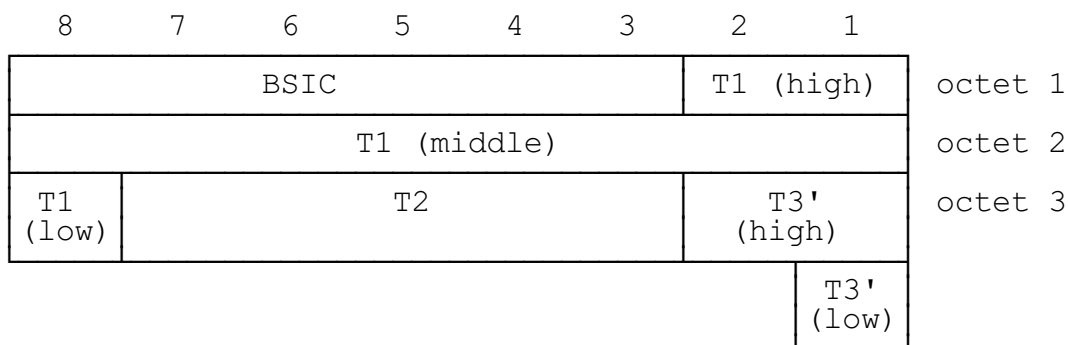 8 7 6 5 4 3 2 1
BSIC T1 (high) octet 1
T1 (middle) octet 2
T1 T2 T3' octet 3
(low) (high)
T3'
(low)